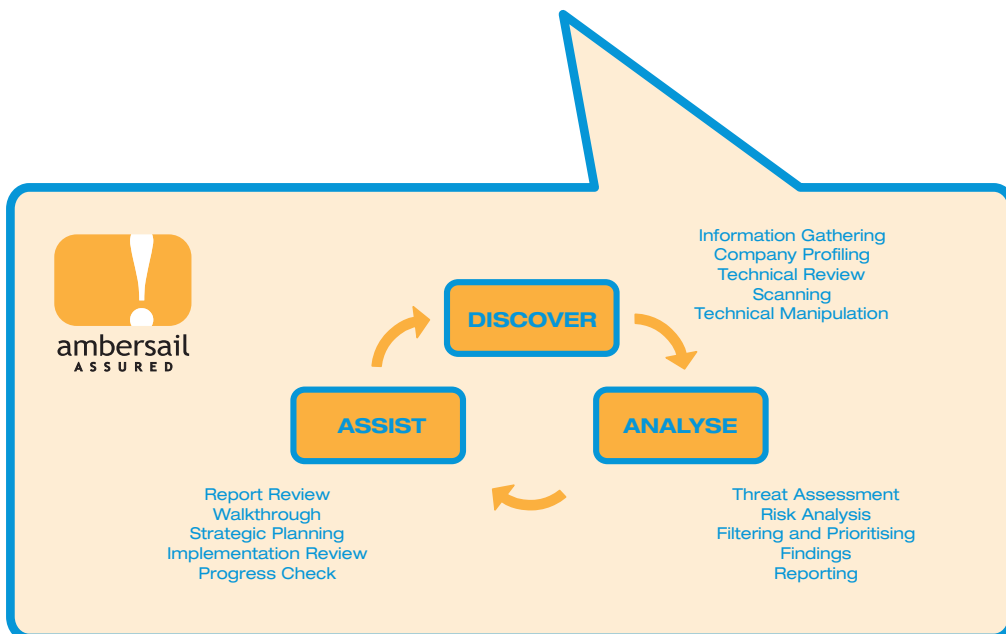 Information Gathering
Company Profiling
Technical Review
Scanning
Technical Manipulation
ambersail
ASSURED
DISCOVER
ASSIST
ANALYSE
Report Review
Walkthrough
Strategic Planning
Implementation Review
Progress Check
Threat Assessment
Risk Analysis
Filtering and Prioritising
Findings
Reporting